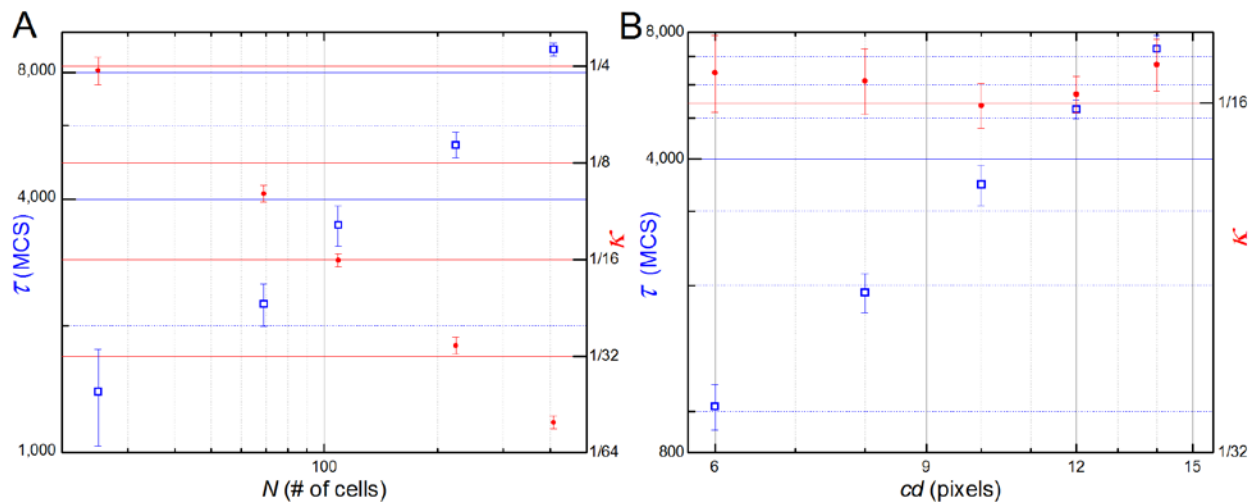 A
8,000
4,000
1,000
τ (MCS)
100
N (# of cells)
1/4
1/8
1/16
1/32
1/64
κ
B
8,000
4,000
800
τ (MCS)
6
9
12
15
cd (pixels)
1/16
1/32
κ